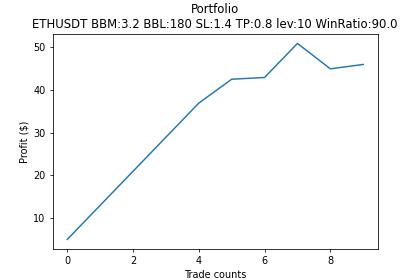 Portfolio
ETHUSDT BBM:3.2 BBL:180 SL:1.4 TP:0.8 lev:10 WinRatio:90.0
50
40
30
20
10
Profit ($)
0 2 4 6 8
Trade counts